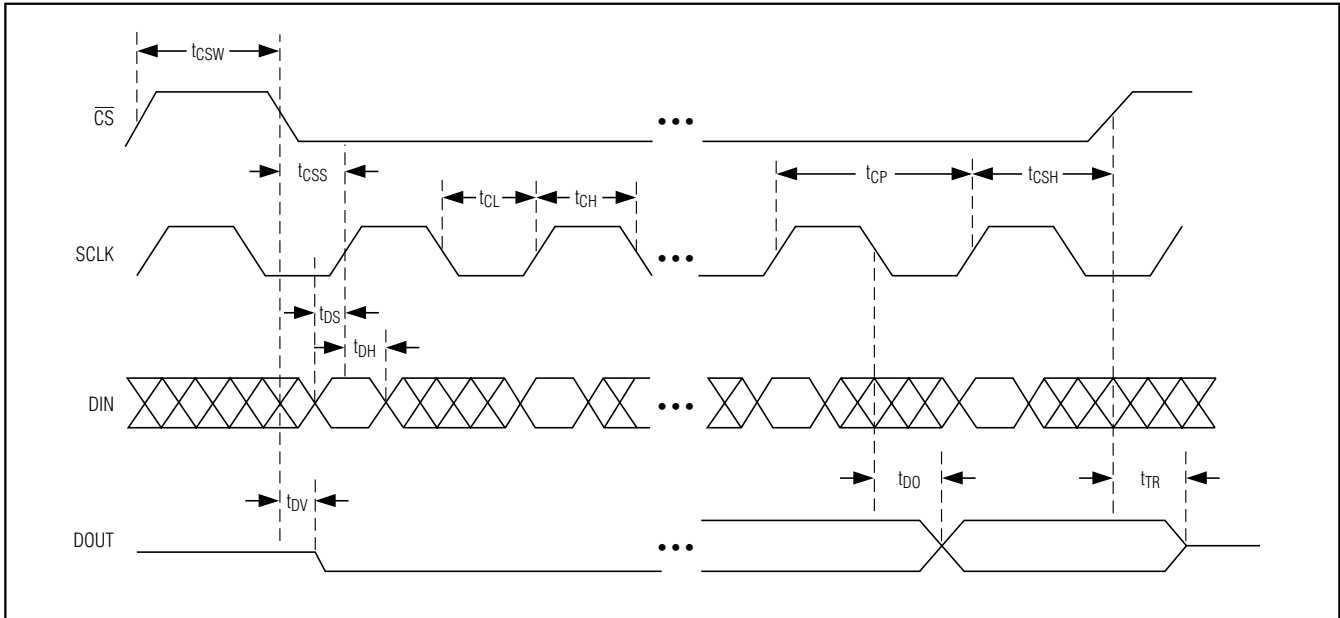 tCSW
CS
•••
tCSS
tCL
tCH
tCP
tCSH
SCLK
•••
tDS
tDH
DIN
•••
tDV
tDO
tTR
DOUT
•••